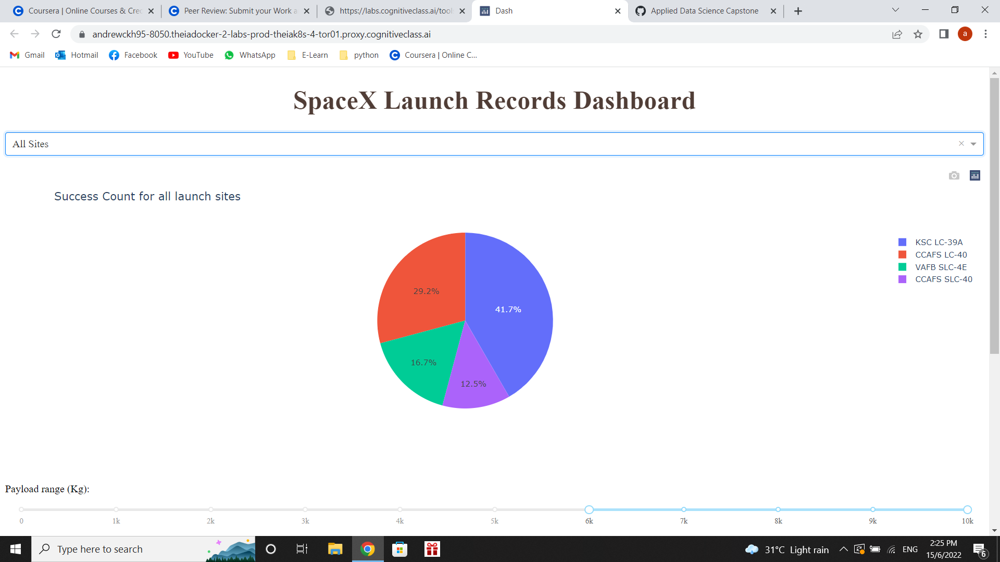 Coursera | Online Courses & Cre
Peer Review: Submit your Work a
https://labs.cognitiveclass.ai/tool
Dash
Applied Data Science Capstone
andrewckh95-8050.theiadocker-2-labs-prod-theiak8s-4-tor01.proxy.cognitiveclass.ai
a
Gmail
Hotmail
Facebook
YouTube
WhatsApp
E-Learn
python
Coursera | Online C...
SpaceX Launch Records Dashboard
All Sites
Success Count for all launch sites
KSC LC-39A
CCAFS LC-40
VAFB SLC-4E
CCAFS SLC-40
29.2%
41.7%
16.7%
12.5%
Payload range (Kg):
0 1k 2k 3k 4k 5k 6k 7k 8k 9k 10k
Type here to search
31°C Light rain
ENG
2:25 PM
15/6/2022
6